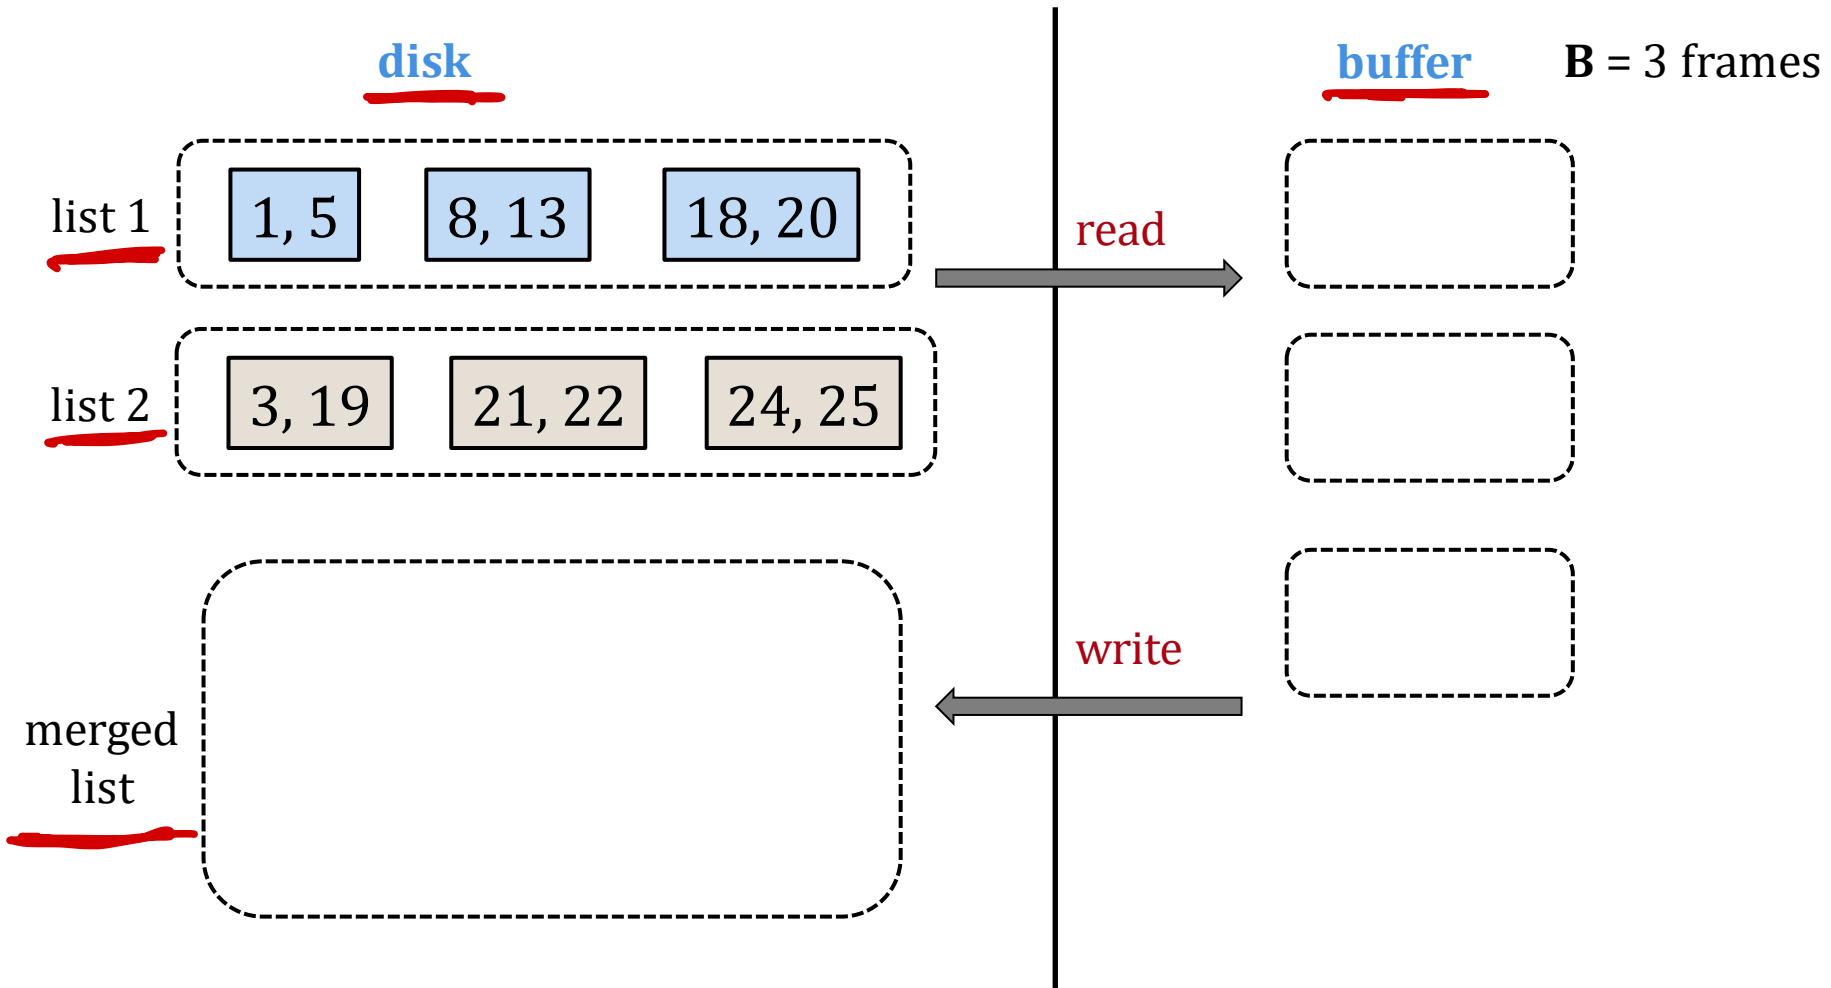 disk
buffer
B = 3 frames
list 1
1, 5
8, 13
18, 20
read
list 2
3, 19
21, 22
24, 25
write
merged
list